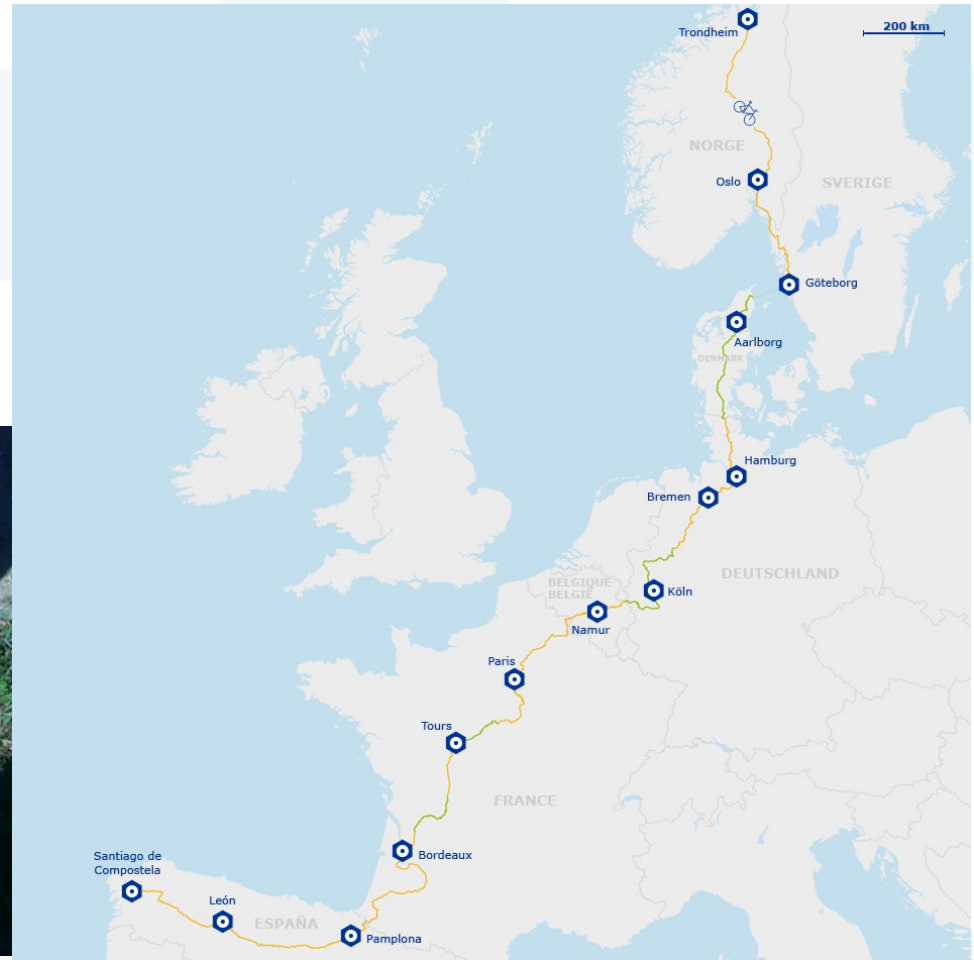 Trondheim
200 km
NORGE
Oslo
SVERIGE
Göteborg
Aarlborg
DENMARK
Hamburg
Bremen
DEUTSCHLAND
BELGIQUE
BELGIË
Köln
Namur
Paris
Tours
FRANCE
Bordeaux
Santiago de
Compostela
León
ESPAÑA
Pamplona